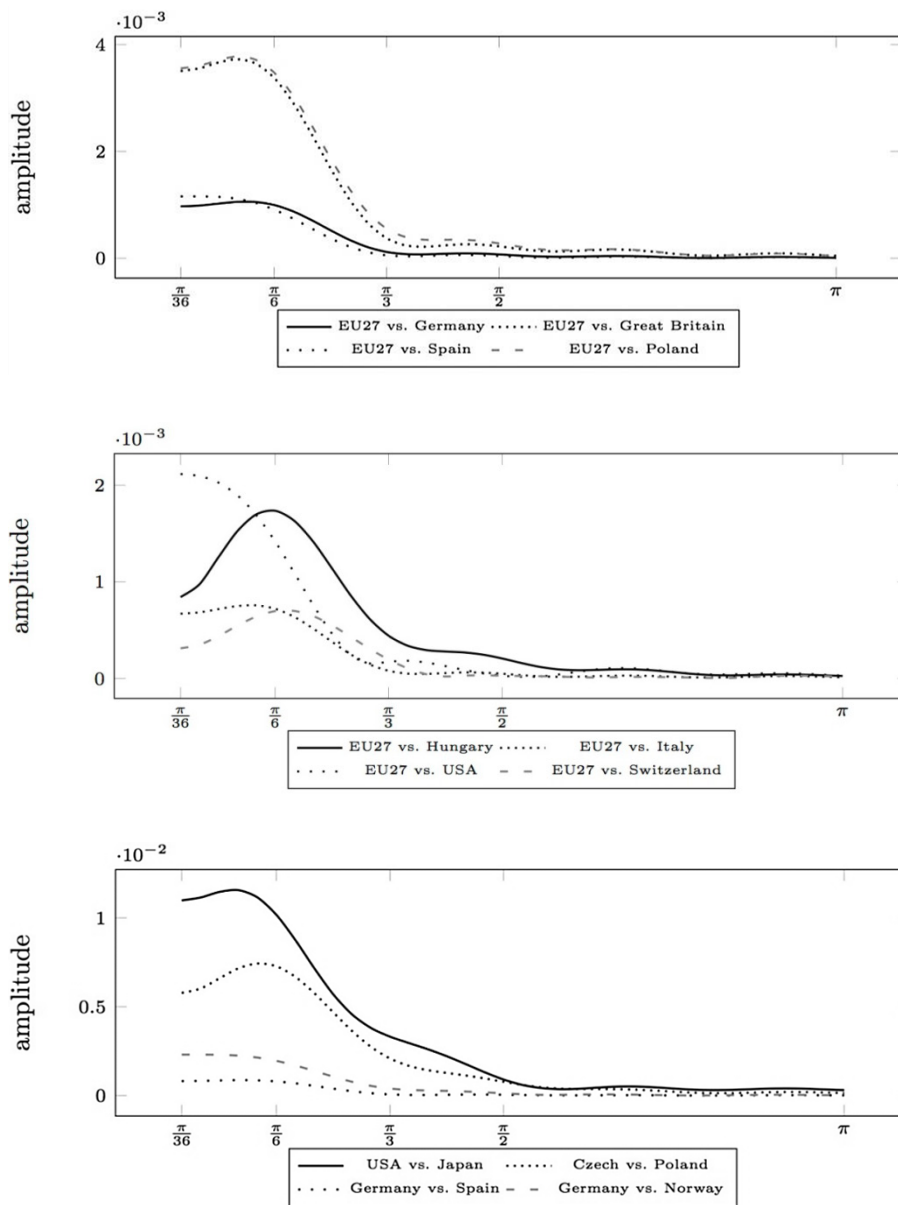 ·10⁻³
4
2
0
amplitude
π/36 π/6 π/3 π/2 π
EU27 vs. Germany EU27 vs. Great Britain
EU27 vs. Spain EU27 vs. Poland
·10⁻³
2
1
0
amplitude
π/36 π/6 π/3 π/2 π
EU27 vs. Hungary EU27 vs. Italy
EU27 vs. USA EU27 vs. Switzerland
·10⁻²
1
0.5
0
amplitude
π/36 π/6 π/3 π/2 π
USA vs. Japan Czech vs. Poland
Germany vs. Spain Germany vs. Norway